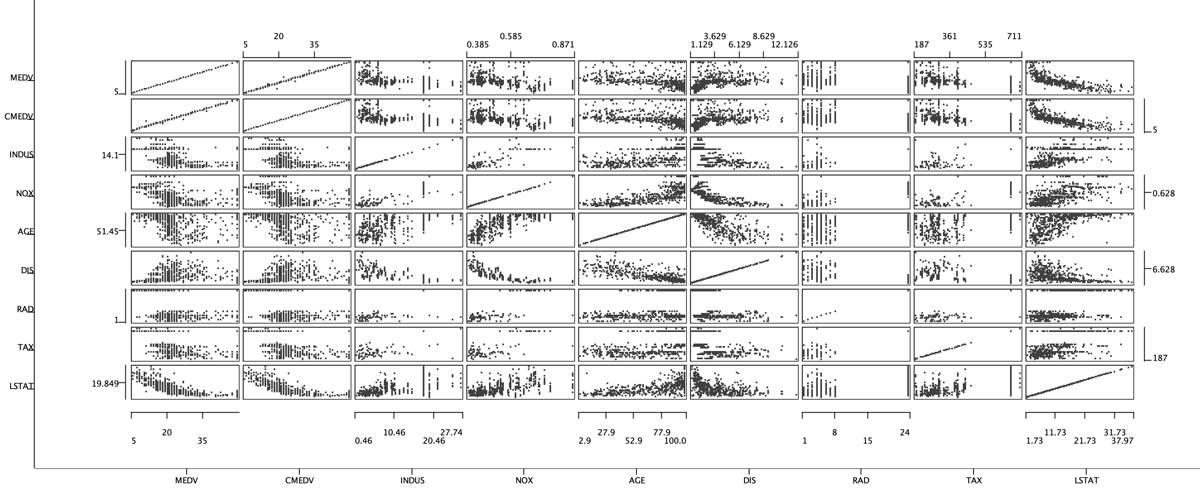 20 35 5
0.585
0.385 0.871
3.629 8.629
1.129 6.129 12.126
361 711
187 535
MEDV 5
CMEDV 5
INDUS 14.1
NOX 0.628
AGE 51.45
DIS 6.628
RAD 1
TAX 187
LSTAT 19.849
20 10.46 27.74 27.9 77.9 8 24 11.73 31.73
5 35 0.46 20.46 2.9 52.9 100.0 1 15 1.73 21.73 37.97
MEDV CMEDV INDUS NOX AGE DIS RAD TAX LSTAT